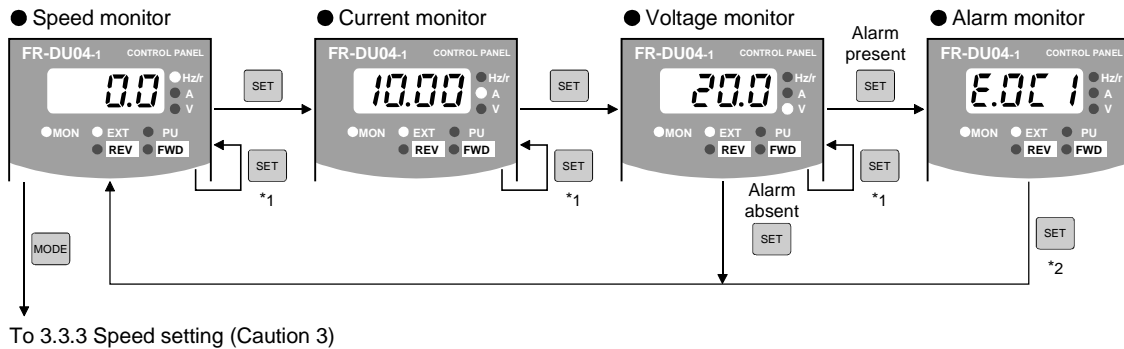 ● Speed monitor
● Current monitor
● Voltage monitor
● Alarm monitor
FR-DU04-1 CONTROL PANEL
0.0
Hz/r
A
V
MON EXT PU
REV FWD
SET
SET
*1
FR-DU04-1 CONTROL PANEL
10.00
Hz/r
A
V
MON EXT PU
REV FWD
SET
SET
*1
FR-DU04-1 CONTROL PANEL
20.0
Hz/r
A
V
MON EXT PU
REV FWD
Alarm
present
SET
SET
*1
Alarm
absent
SET
FR-DU04-1 CONTROL PANEL
E.OC 1
Hz/r
A
V
MON EXT PU
REV FWD
SET
*2
MODE
To 3.3.3 Speed setting (Caution 3)